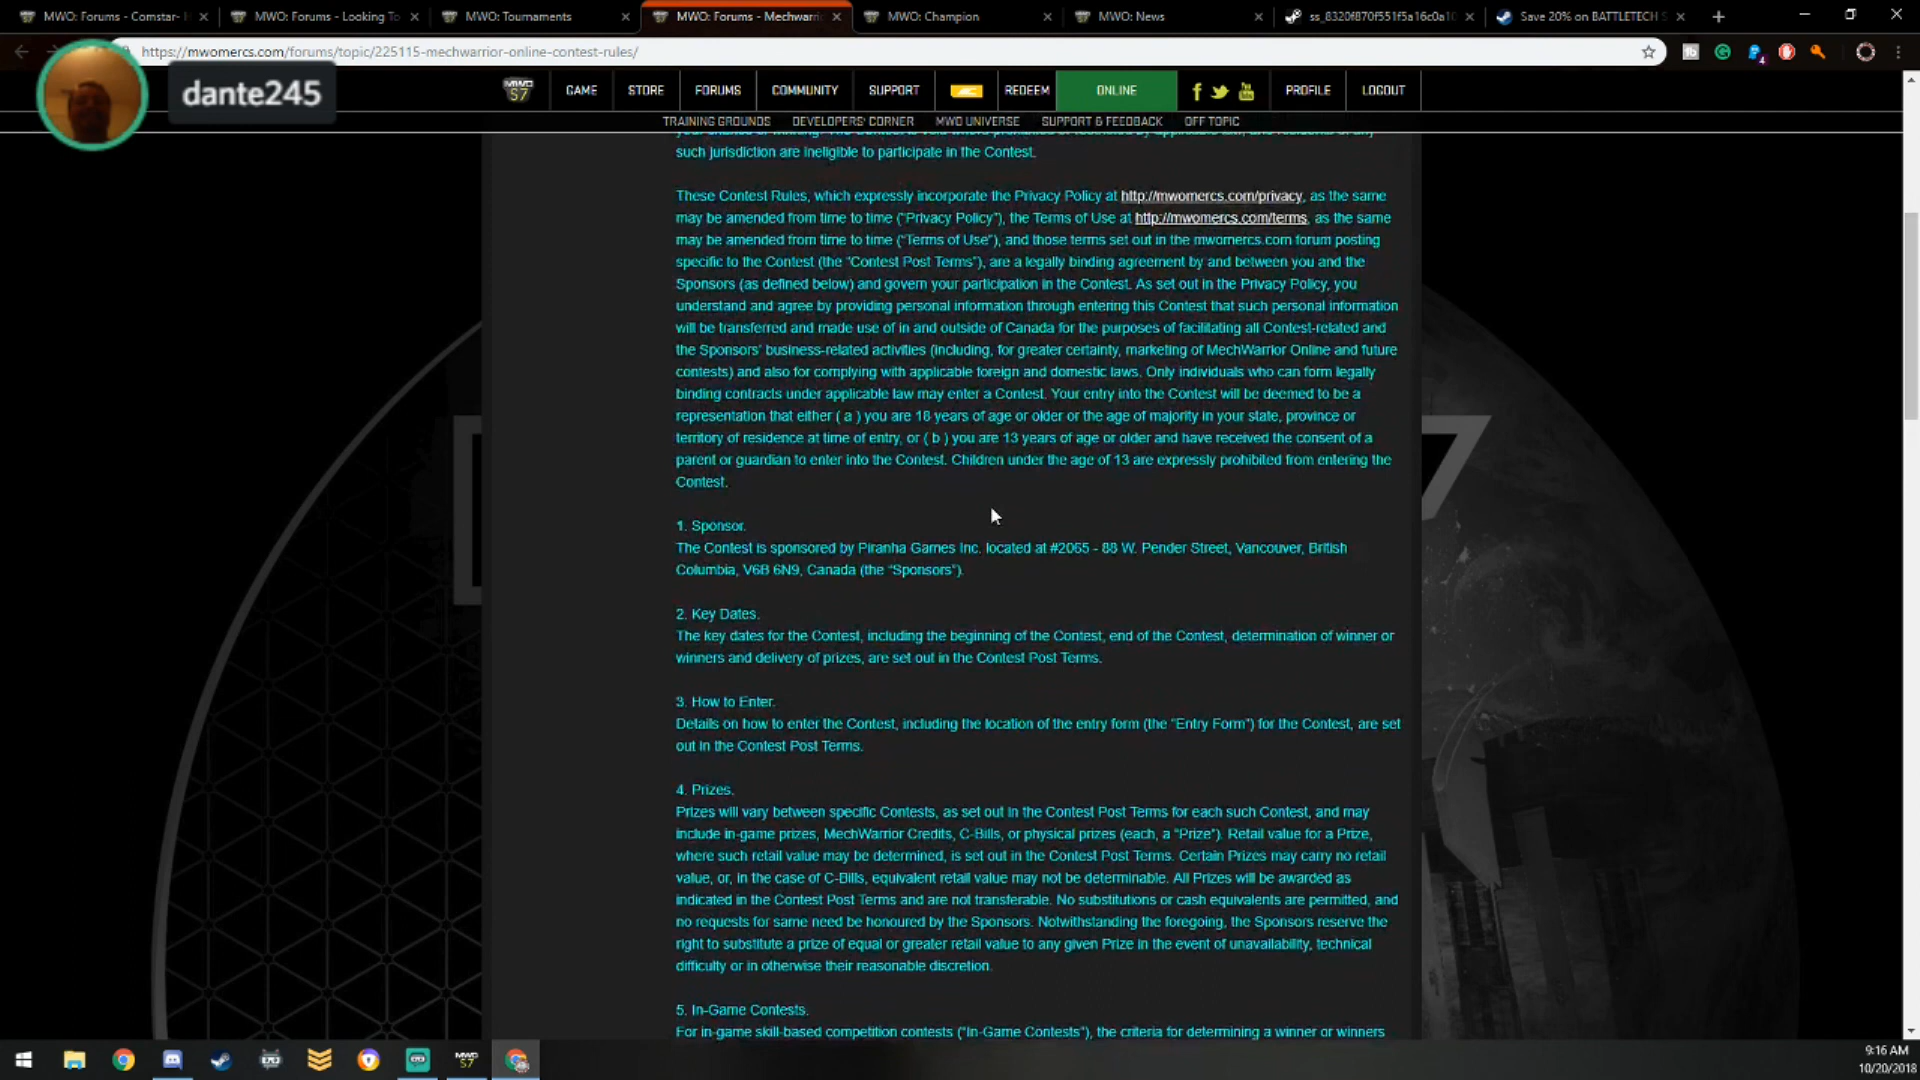 MWO: Forums - Comstar-
MWO: Forums - Looking To
MWO: Tournaments
MWO: Forums - Mechwarri
MWO: Champion
MWO: News
ss_8320f870f551f5a16c0a10
Save 20% on BATTLETECH S
https://mwomercs.com/forums/topic/225115-mechwarrior-online-contest-rules/
dante245
MWO
S7
GAME
STORE
FORUMS
COMMUNITY
SUPPORT
REDEEM
ONLINE
PROFILE
LOGOUT
TRAINING GROUNDS
DEVELOPERS' CORNER
MWO UNIVERSE
SUPPORT & FEEDBACK
OFF TOPIC
such jurisdiction are ineligible to participate in the Contest.
These Contest Rules, which expressly incorporate the Privacy Policy at http://mwomercs.com/privacy, as the same
may be amended from time to time (“Privacy Policy”), the Terms of Use at http://mwomercs.com/terms, as the same
may be amended from time to time (“Terms of Use”), and those terms set out in the mwomercs.com forum posting
specific to the Contest (the “Contest Post Terms”), are a legally binding agreement by and between you and the
Sponsors (as defined below) and govern your participation in the Contest. As set out in the Privacy Policy, you
understand and agree by providing personal information through entering this Contest that such personal information
will be transferred and made use of in and outside of Canada for the purposes of facilitating all Contest-related and
the Sponsors’ business-related activities (including, for greater certainty, marketing of MechWarrior Online and future
contests) and also for complying with applicable foreign and domestic laws. Only individuals who can form legally
binding contracts under applicable law may enter a Contest. Your entry into the Contest will be deemed to be a
representation that either ( a ) you are 18 years of age or older or the age of majority in your state, province or
territory of residence at time of entry, or ( b ) you are 13 years of age or older and have received the consent of a
parent or guardian to enter into the Contest. Children under the age of 13 are expressly prohibited from entering the
Contest.
1. Sponsor.
The Contest is sponsored by Piranha Games Inc. located at #2065 - 88 W. Pender Street, Vancouver, British
Columbia, V6B 6N9, Canada (the “Sponsors”).
2. Key Dates.
The key dates for the Contest, including the beginning of the Contest, end of the Contest, determination of winner or
winners and delivery of prizes, are set out in the Contest Post Terms.
3. How to Enter.
Details on how to enter the Contest, including the location of the entry form (the “Entry Form”) for the Contest, are set
out in the Contest Post Terms.
4. Prizes.
Prizes will vary between specific Contests, as set out in the Contest Post Terms for each such Contest, and may
include in-game prizes, MechWarrior Credits, C-Bills, or physical prizes (each, a “Prize”). Retail value for a Prize,
where such retail value may be determined, is set out in the Contest Post Terms. Certain Prizes may carry no retail
value, or, in the case of C-Bills, equivalent retail value may not be determinable. All Prizes will be awarded as
indicated in the Contest Post Terms and are not transferable. No substitutions or cash equivalents are permitted, and
no requests for same need be honoured by the Sponsors. Notwithstanding the foregoing, the Sponsors reserve the
right to substitute a prize of equal or greater retail value to any given Prize in the event of unavailability, technical
difficulty or in otherwise their reasonable discretion.
5. In-Game Contests.
For in-game skill-based competition contests (“In-Game Contests”), the criteria for determining a winner or winners
7
MWO
S7
9:16 AM
10/20/2018